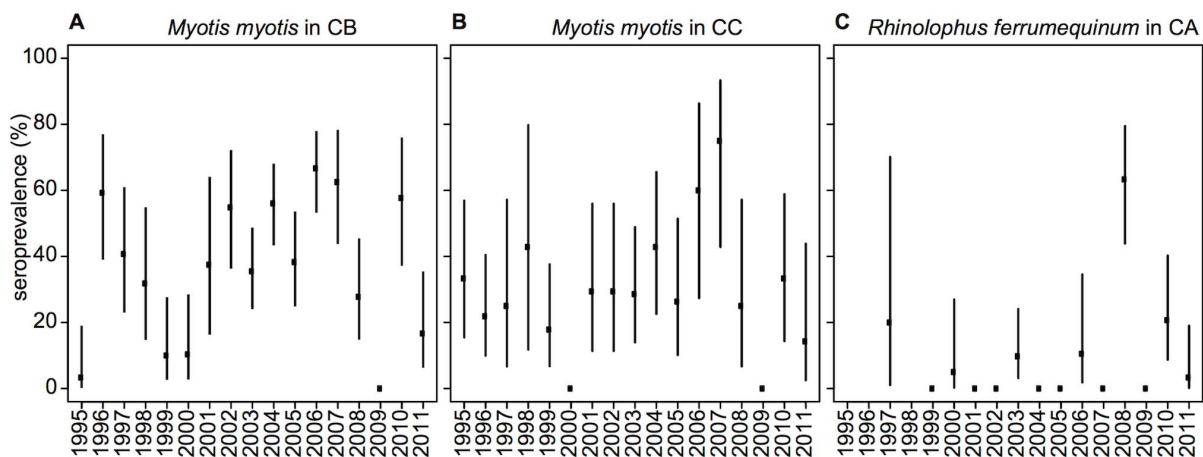 A Myotis myotis in CB
B Myotis myotis in CC
C Rhinolophus ferrumequinum in CA
seroprevalence (%)
100
80
60
40
20
0
1995 1996 1997 1998 1999 2000 2001 2002 2003 2004 2005 2006 2007 2008 2009 2010 2011
1995 1996 1997 1998 1999 2000 2001 2002 2003 2004 2005 2006 2007 2008 2009 2010 2011
1995 1996 1997 1998 1999 2000 2001 2002 2003 2004 2005 2006 2007 2008 2009 2010 2011